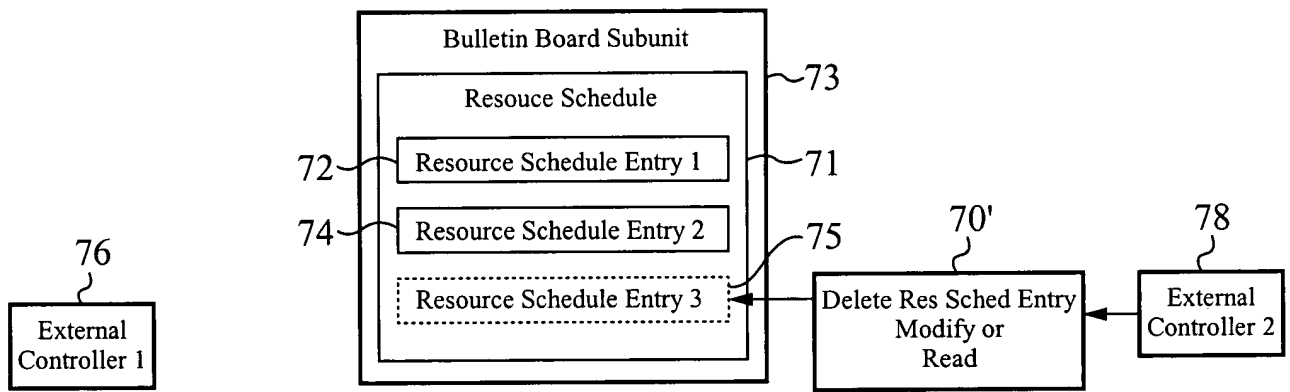 Bulletin Board Subunit
73
Resouce Schedule
72
Resource Schedule Entry 1
71
74
Resource Schedule Entry 2
75
Resource Schedule Entry 3
70'
Delete Res Sched Entry
Modify or
Read
78
External
Controller 2
76
External
Controller 1